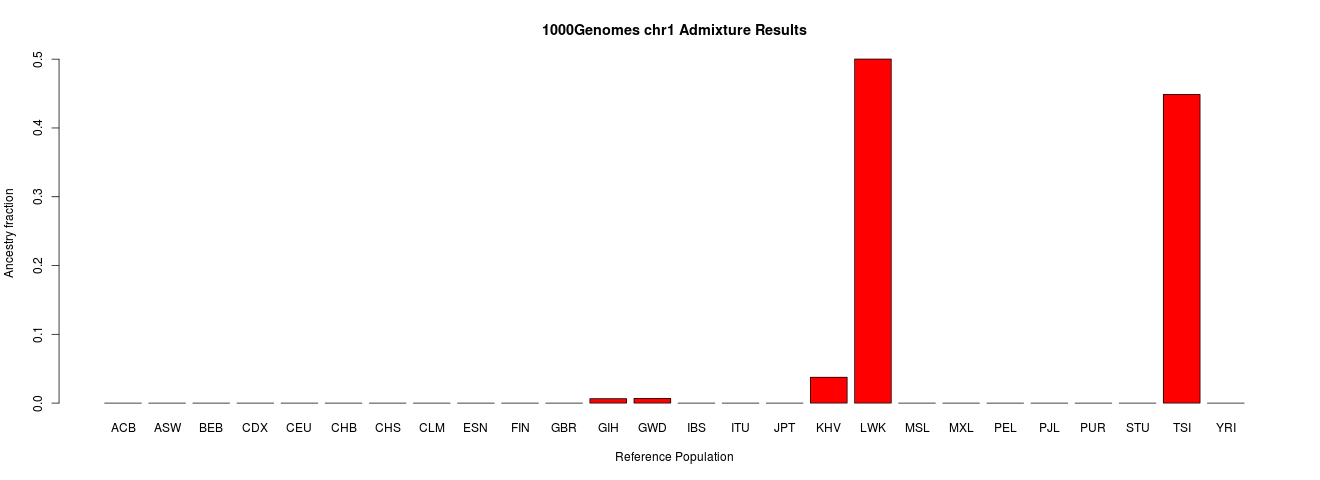 1000Genomes chr1 Admixture Results
Ancestry fraction
0.5
0.4
0.3
0.2
0.1
0.0
ACB ASW BEB CDX CEU CHB CHS CLM ESN FIN GBR GIH GWD IBS ITU JPT KHV LWK MSL MXL PEL PJL PUR STU TSI YRI
Reference Population